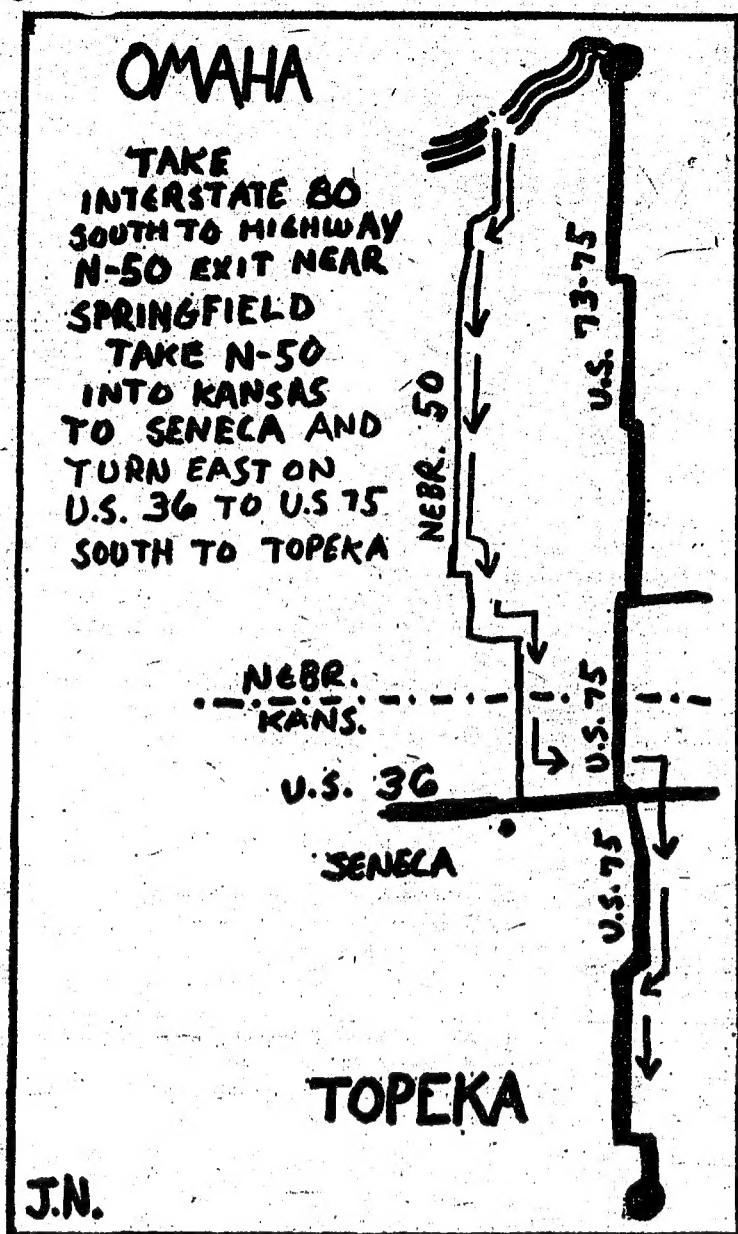 OMAHA
TAKE
INTERSTATE 80
SOUTH TO HIGHWAY
N-50 EXIT NEAR
SPRINGFIELD
TAKE N-50
INTO KANSAS
TO SENECA AND
TURN EAST ON
U.S. 36 TO U.S 75
SOUTH TO TOPEKA
U.S. 73-75
NEBR. 50
NEBR.
KANS.
U.S. 75
U.S. 36
SENECA
U.S. 75
TOPEKA
J.N.